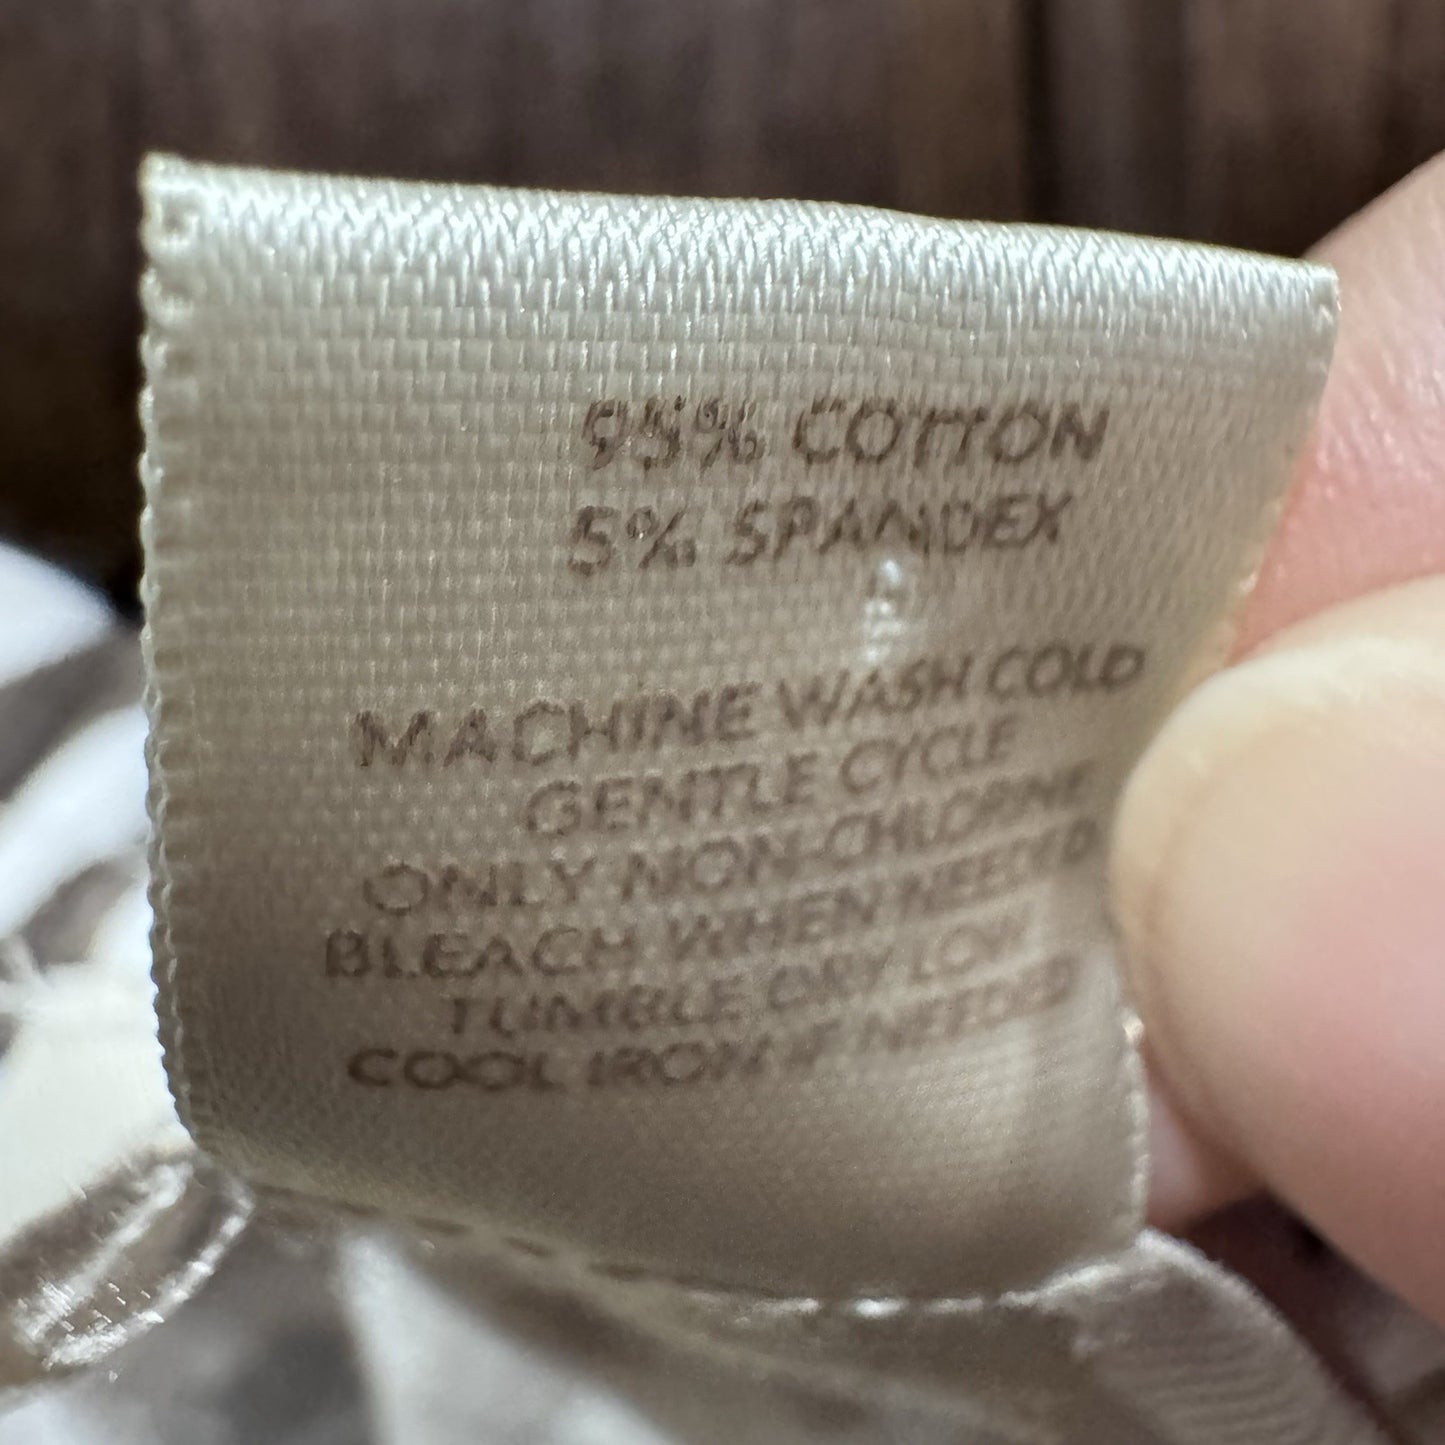 95% COTTON
5% SPANDEX
MACHINE WASH COLD
GENTLE CYCLE
ONLY NON-CHLORINE
BLEACH WHEN NEEDED
TUMBLE DRY LOW
COOL IRON IF NEEDED